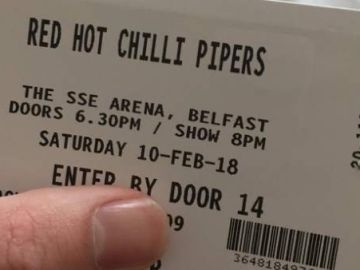 RED HOT CHILLI PIPERS
THE SSE ARENA, BELFAST
DOORS 6.30PM / SHOW 8PM
SATURDAY 10-FEB-18
ENTER BY DOOR 14